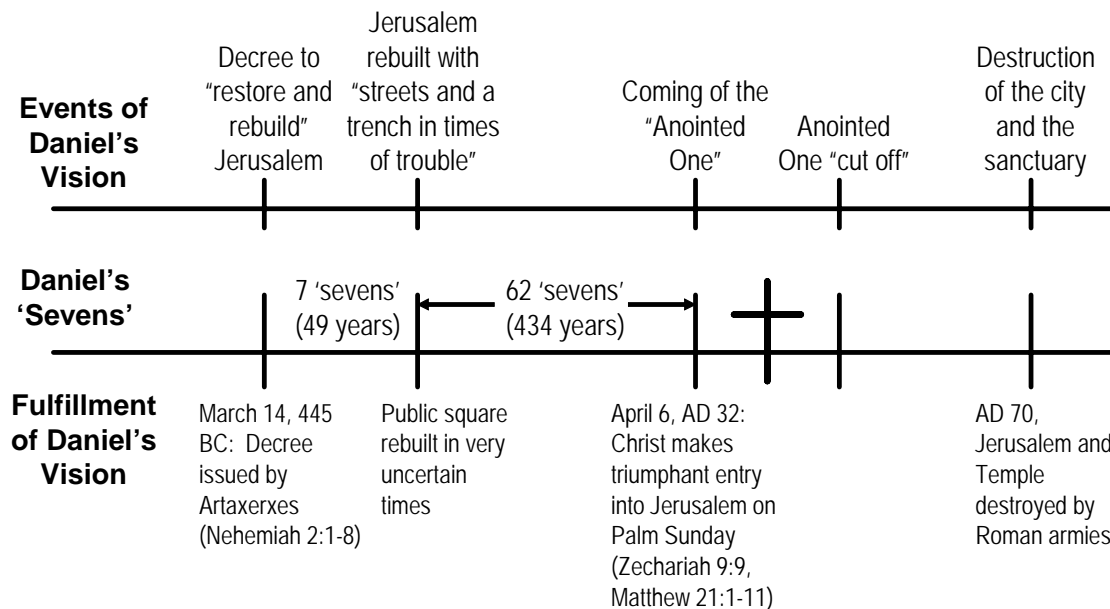 Events of
Daniel's
Vision
Decree to
"restore and
rebuild"
Jerusalem
Jerusalem
rebuilt with
"streets and a
trench in times
of trouble"
Coming of the
"Anointed
One"
Anointed
One "cut off"
Destruction
of the city
and the
sanctuary
Daniel's
'Sevens'
7 'sevens'
(49 years)
62 'sevens'
(434 years)
Fulfillment
of Daniel's
Vision
March 14, 445
BC: Decree
issued by
Artaxerxes
(Nehemiah 2:1-8)
Public square
rebuilt in very
uncertain
times
April 6, AD 32:
Christ makes
triumphant entry
into Jerusalem on
Palm Sunday
(Zechariah 9:9,
Matthew 21:1-11)
AD 70,
Jerusalem and
Temple
destroyed by
Roman armies